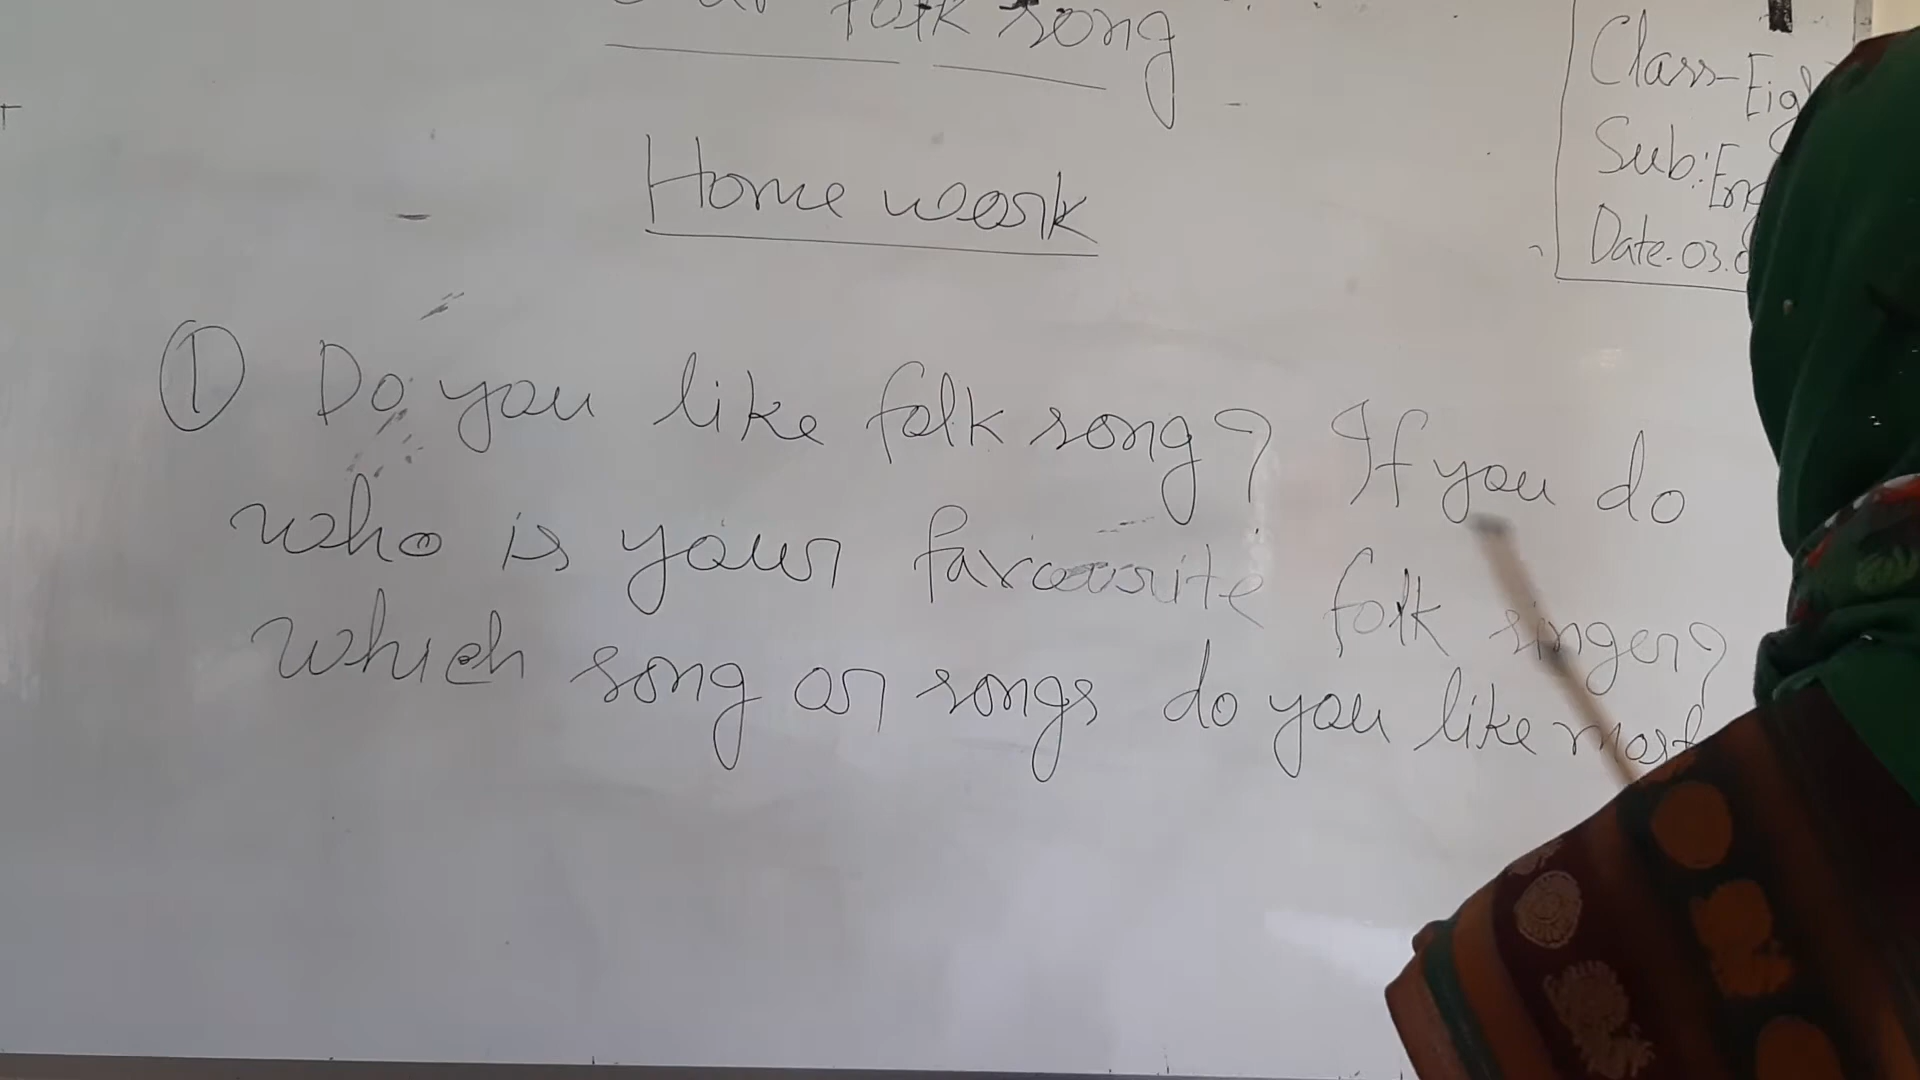 folk song
Home work
Class-
Sub:
Date. 03.
① Do you like folk song? If you do
who is your favourite folk singer?
which song or songs do you like most